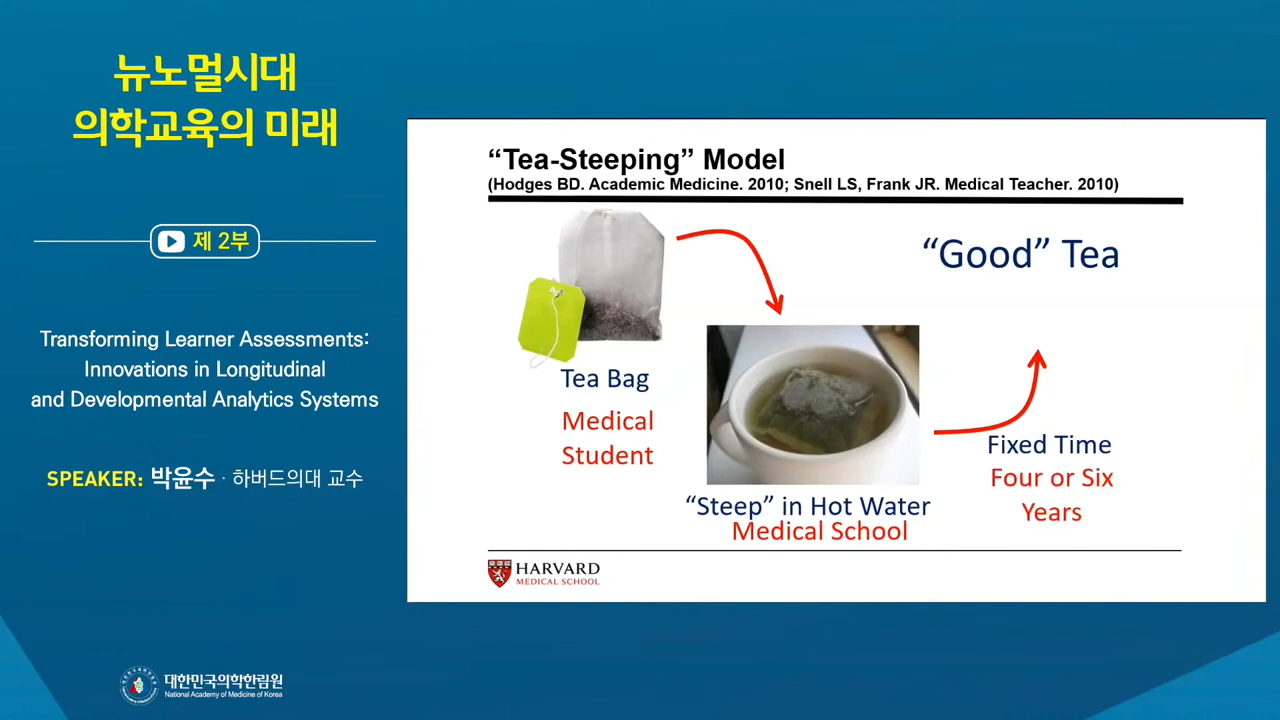 뉴노멀시대
의학교육의 미래
제 2부
Transforming Learner Assessments:
Innovations in Longitudinal
and Developmental Analytics Systems
SPEAKER: 박윤수 · 하버드의대 교수
대한민국의학한림원
National Academy of Medicine of Korea
“Tea-Steeping” Model
(Hodges BD. Academic Medicine. 2010; Snell LS, Frank JR. Medical Teacher. 2010)
“Good” Tea
Tea Bag
Medical
Student
“Steep” in Hot Water
Medical School
Fixed Time
Four or Six
Years
HARVARD
MEDICAL SCHOOL